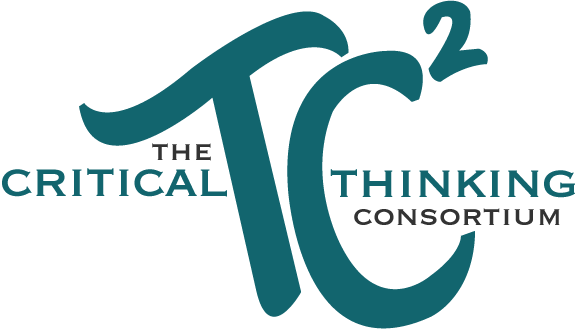 TC2
THE
CRITICAL THINKING
CONSORTIUM